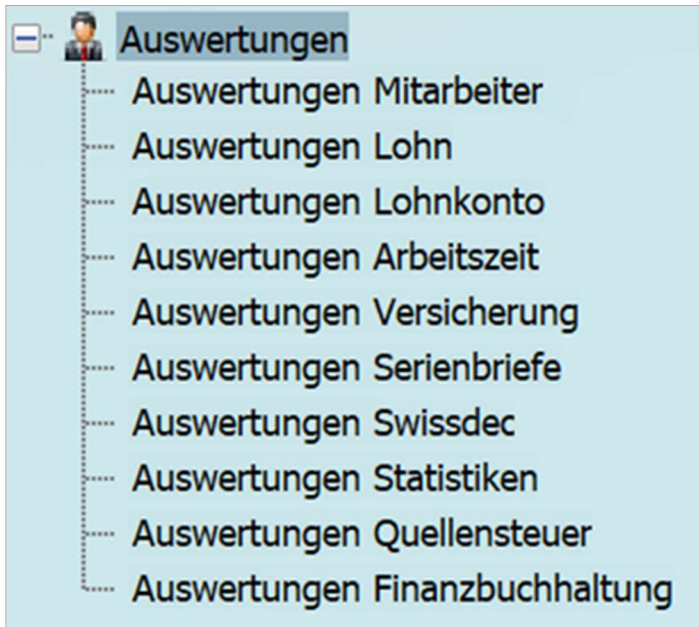 Auswertungen
Auswertungen Mitarbeiter
Auswertungen Lohn
Auswertungen Lohnkonto
Auswertungen Arbeitszeit
Auswertungen Versicherung
Auswertungen Serienbriefe
Auswertungen Swissdec
Auswertungen Statistiken
Auswertungen Quellensteuer
Auswertungen Finanzbuchhaltung